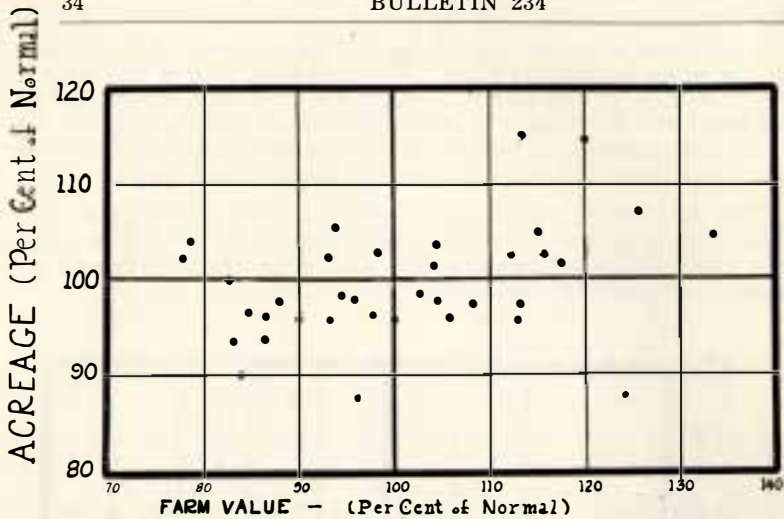 34
BULLETIN 234
ACREAGE (Per Cent of Normal)
120
110
100
90
80
70 80 90 100 110 120 130 140
FARM VALUE - (Per Cent of Normal)